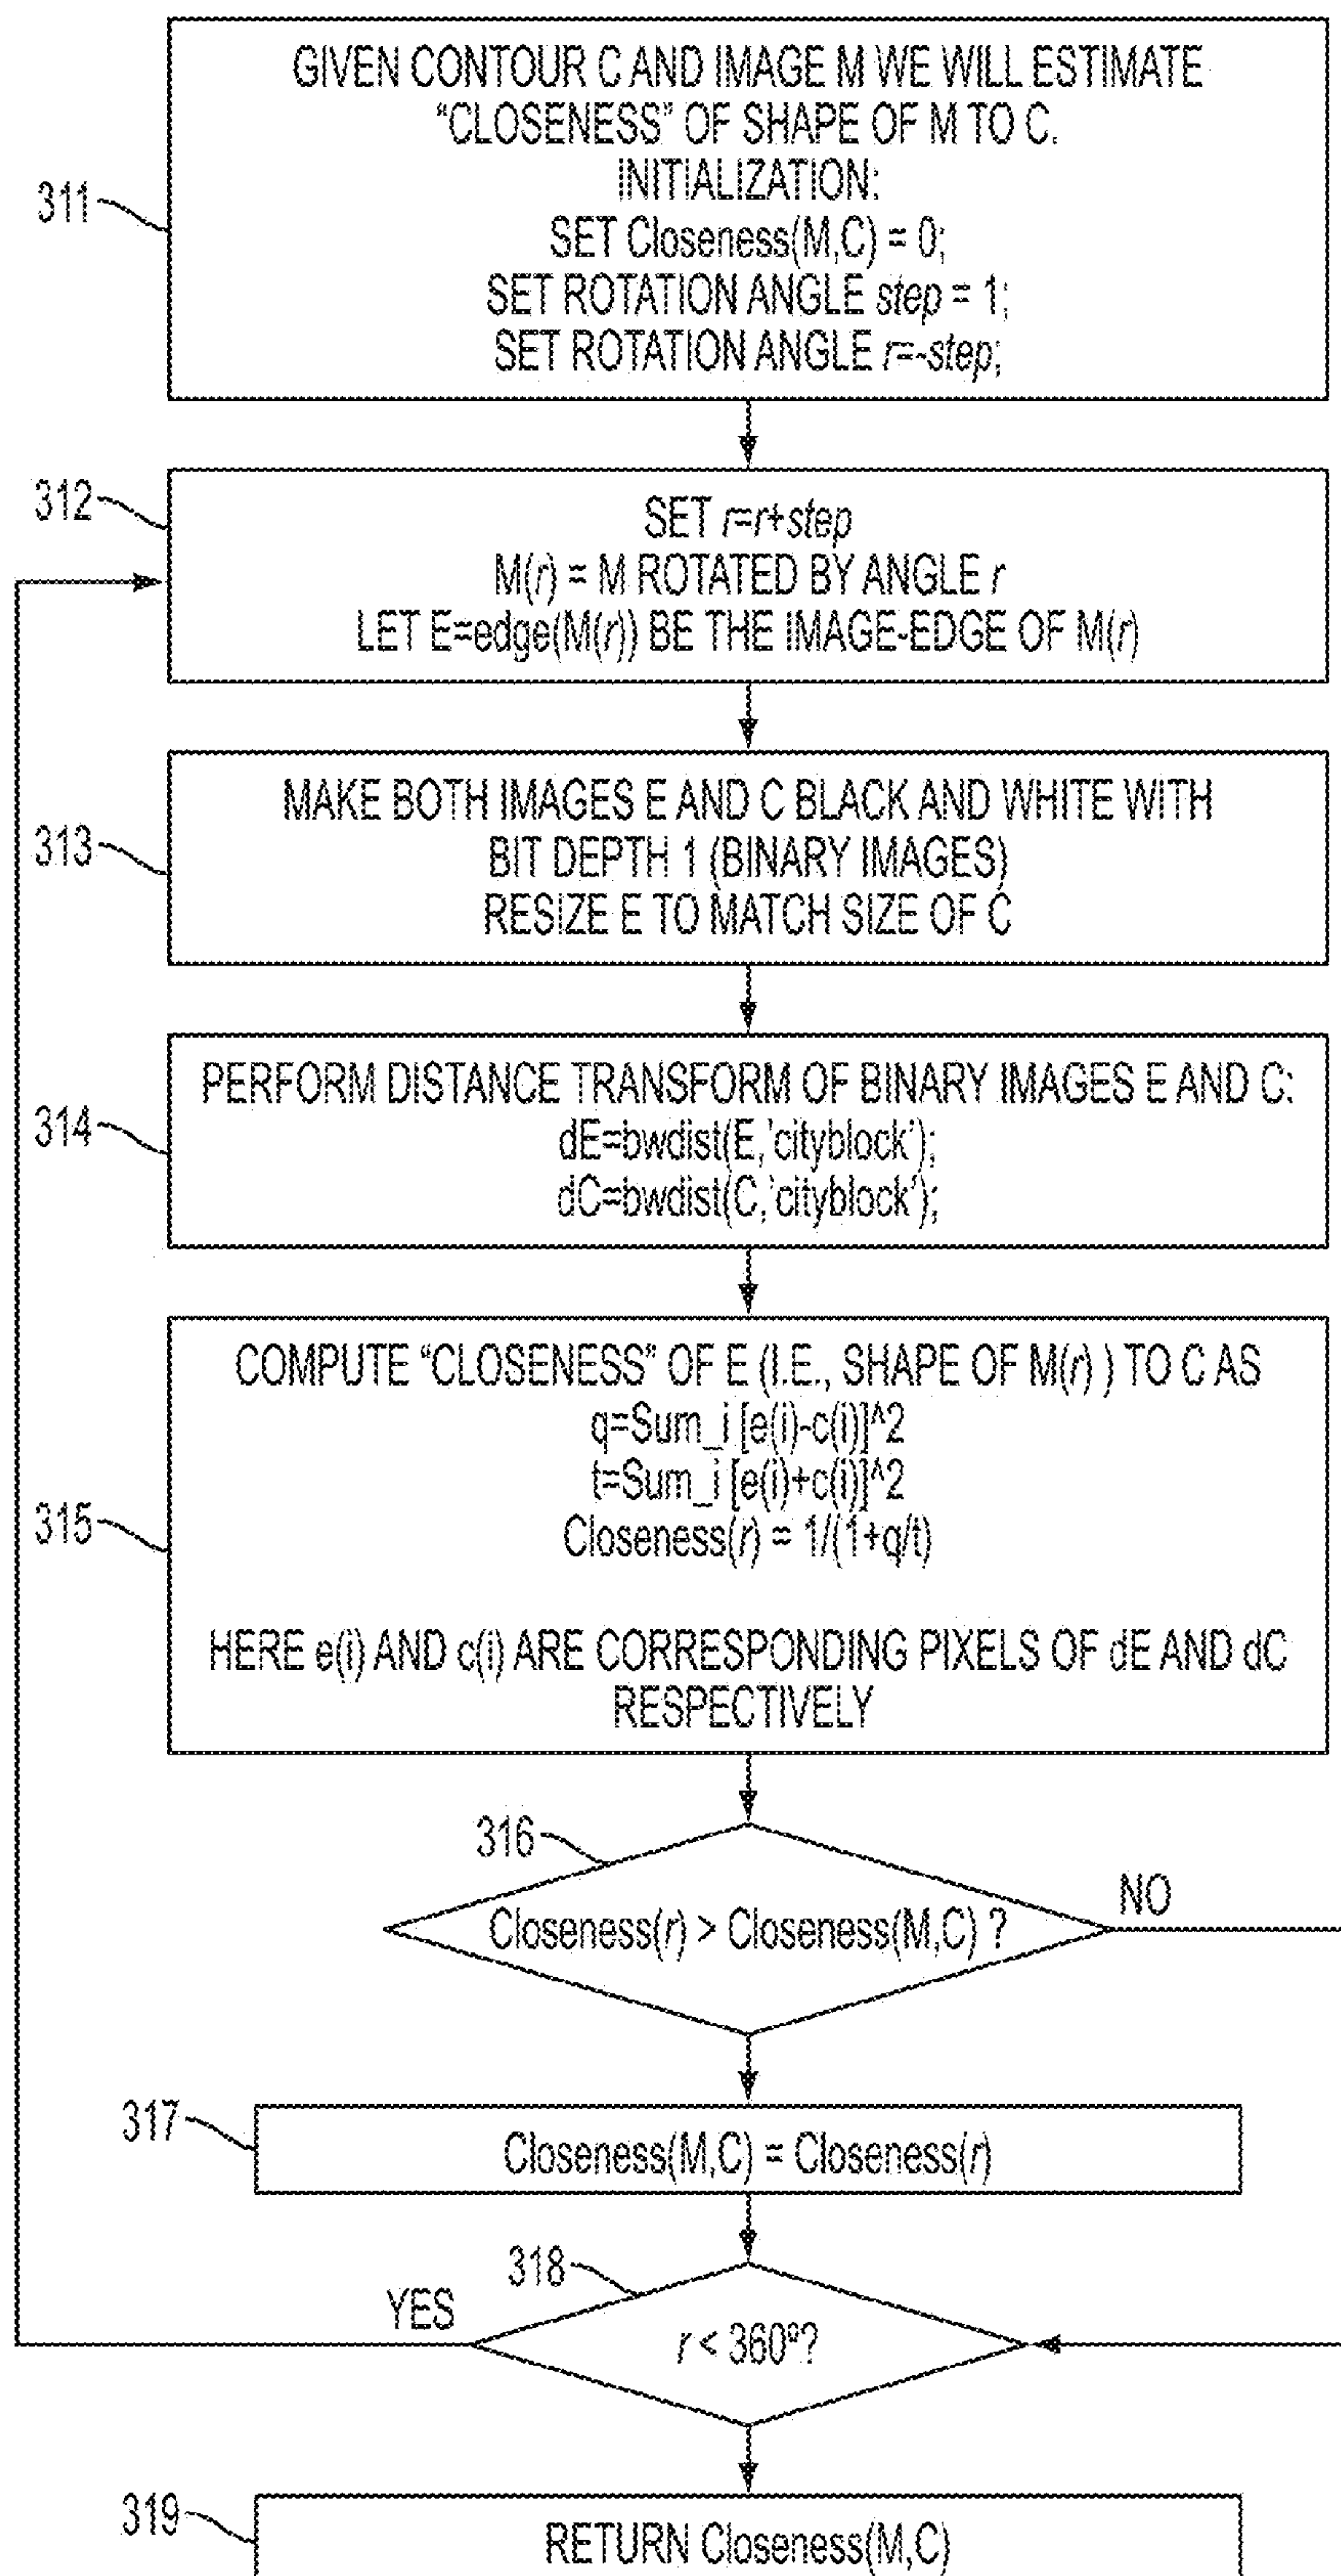 GIVEN CONTOUR C AND IMAGE M WE WILL ESTIMATE
"CLOSENESS" OF SHAPE OF M TO C.
INITIALIZATION:
SET Closeness(M,C) = 0;
SET ROTATION ANGLE step = 1;
SET ROTATION ANGLE r=-step;
311
312
SET r=r+step
M(r) = M ROTATED BY ANGLE r
LET E=edge(M(r)) BE THE IMAGE-EDGE OF M(r)
313
MAKE BOTH IMAGES E AND C BLACK AND WHITE WITH
BIT DEPTH 1 (BINARY IMAGES)
RESIZE E TO MATCH SIZE OF C
314
PERFORM DISTANCE TRANSFORM OF BINARY IMAGES E AND C:
dE=bwdist(E,'cityblock');
dC=bwdist(C,'cityblock');
315
COMPUTE "CLOSENESS" OF E (I.E., SHAPE OF M(r) ) TO C AS
q=Sum_i [e(i)-c(i)]^2
t=Sum_i [e(i)+c(i)]^2
Closeness(r) = 1/(1+q/t)
HERE e(i) AND c(i) ARE CORRESPONDING PIXELS OF dE AND dC
RESPECTIVELY
316
Closeness(r) > Closeness(M,C) ?
NO
317
Closeness(M,C) = Closeness(r)
318
YES
r < 360º?
319
RETURN Closeness(M,C)